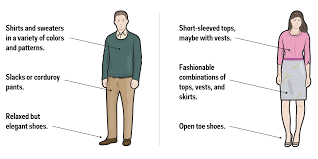 Shirts and sweaters
in a variety of colors
and patterns.
Slacks or corduroy
pants.
Relaxed but
elegant shoes.
Short-sleeved tops,
maybe with vests.
Fashionable
combinations of
tops, vests, and
skirts.
Open toe shoes.